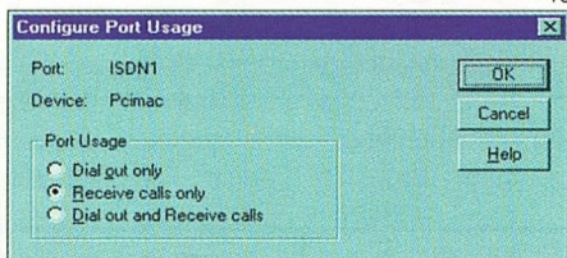 Configure Port Usage
Port: ISDN1
Device: Pcimac
Port Usage
Dial out only
Receive calls only
Dial out and Receive calls
OK
Cancel
Help